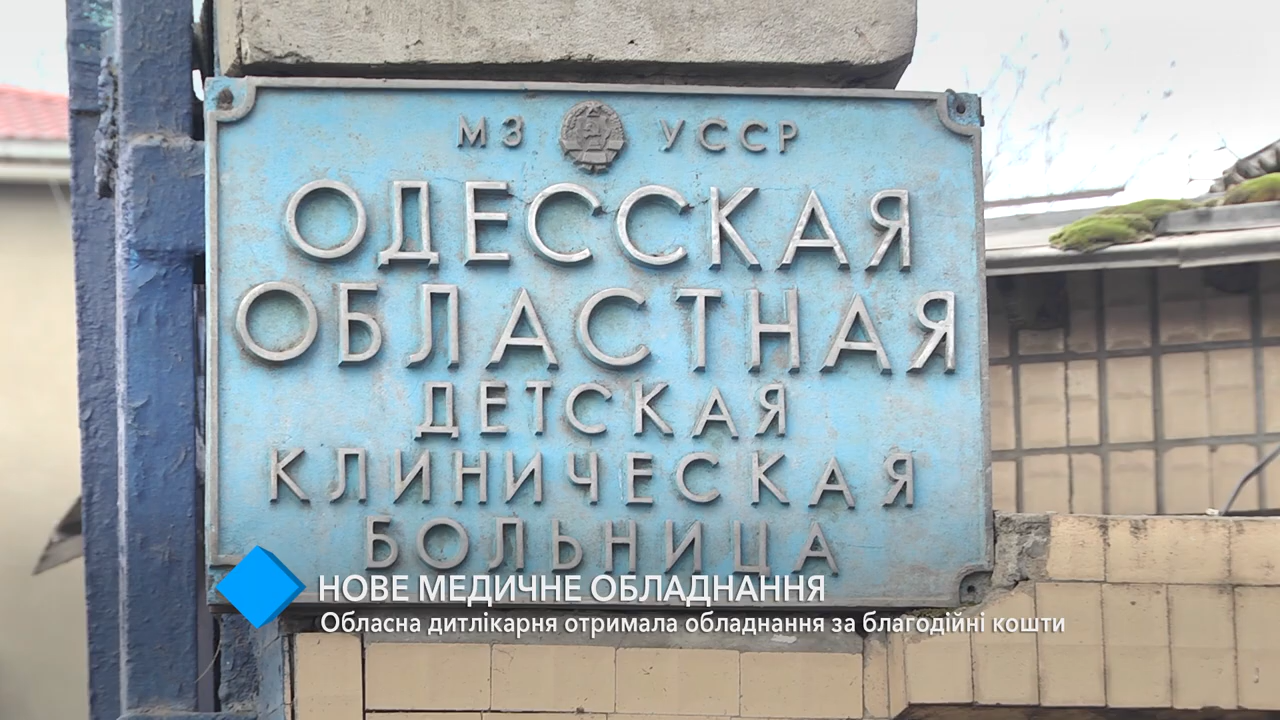 МЗ УССР
ОДЕССКАЯ
ОБЛАСТНАЯ
ДЕТСКАЯ
КЛИНИЧЕСКАЯ
БОЛЬНИЦА
НОВЕ МЕДИЧНЕ ОБЛАДНАННЯ
Обласна дитлікарня отримала обладнання за благодійні кошти